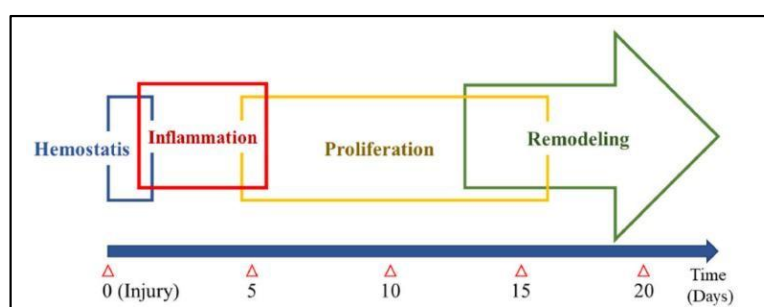 Hemostatis
Inflammation
Proliferation
Remodeling
0 (Injury)
5
10
15
20
Time
(Days)